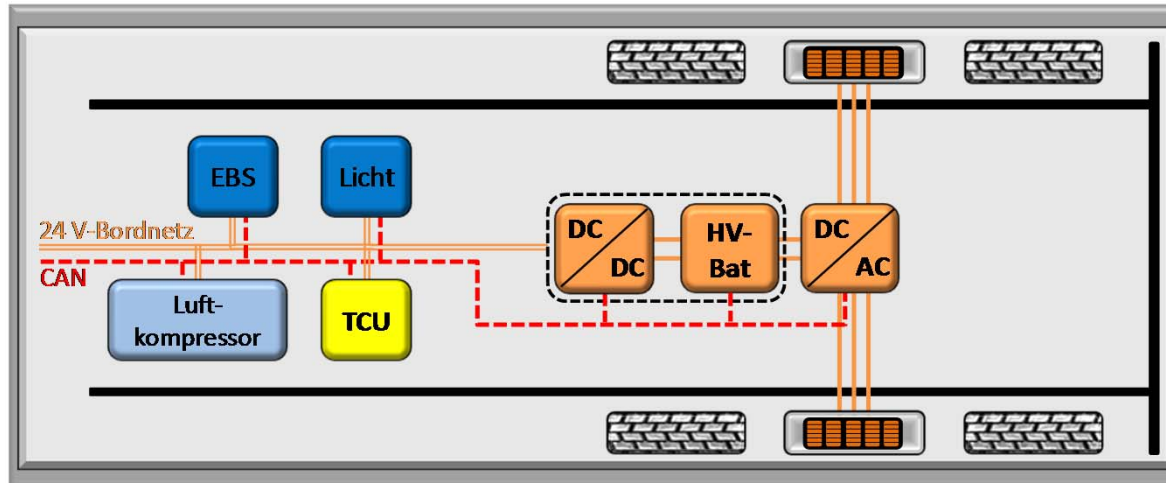 EBS
Licht
24 V-Bordnetz
CAN
Luft-
kompressor
TCU
DC
DC
HV-
Bat
DC
AC